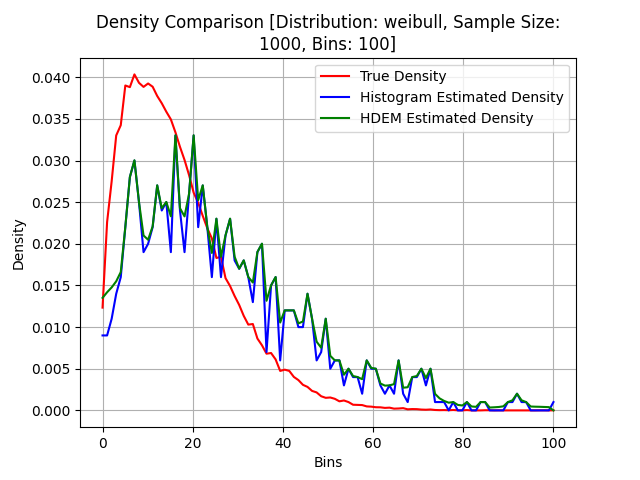 Density Comparison [Distribution: weibull, Sample Size:
1000, Bins: 100]
True Density
Histogram Estimated Density
HDEM Estimated Density
Density
0.040
0.035
0.030
0.025
0.020
0.015
0.010
0.005
0.000
0 20 40 60 80 100
Bins